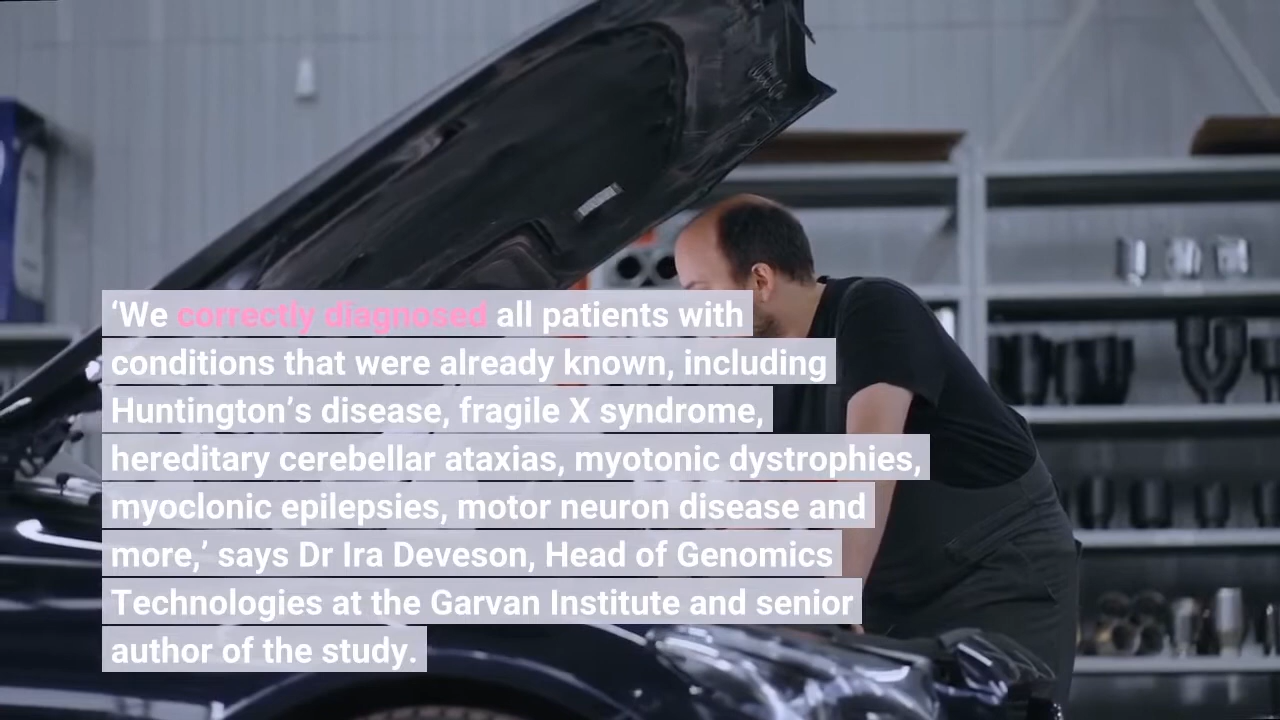 ‘We correctly diagnosed all patients with
conditions that were already known, including
Huntington’s disease, fragile X syndrome,
hereditary cerebellar ataxias, myotonic dystrophies,
myoclonic epilepsies, motor neuron disease and
more,’ says Dr Ira Deveson, Head of Genomics
Technologies at the Garvan Institute and senior
author of the study.